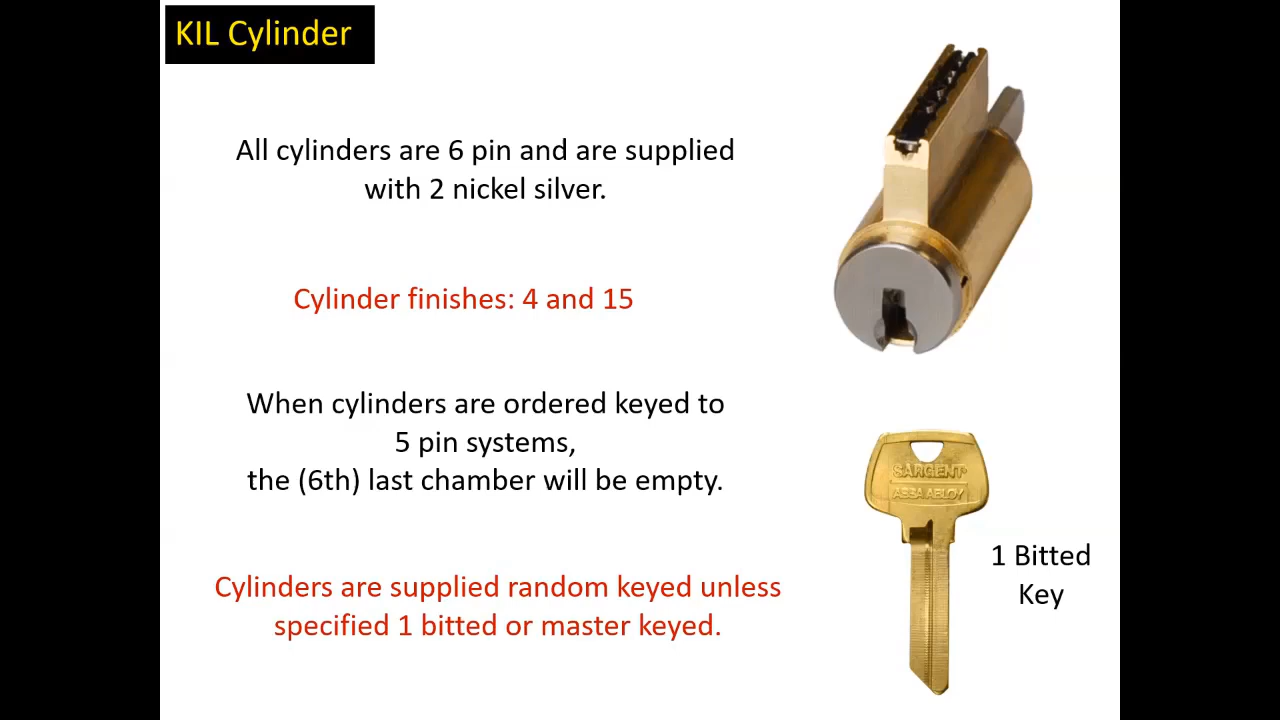 KIL Cylinder
All cylinders are 6 pin and are supplied
with 2 nickel silver.
Cylinder finishes: 4 and 15
When cylinders are ordered keyed to
5 pin systems,
the (6th) last chamber will be empty.
Cylinders are supplied random keyed unless
specified 1 bitted or master keyed.
SARGENT
ASSA ABLOY
1 Bitted
Key